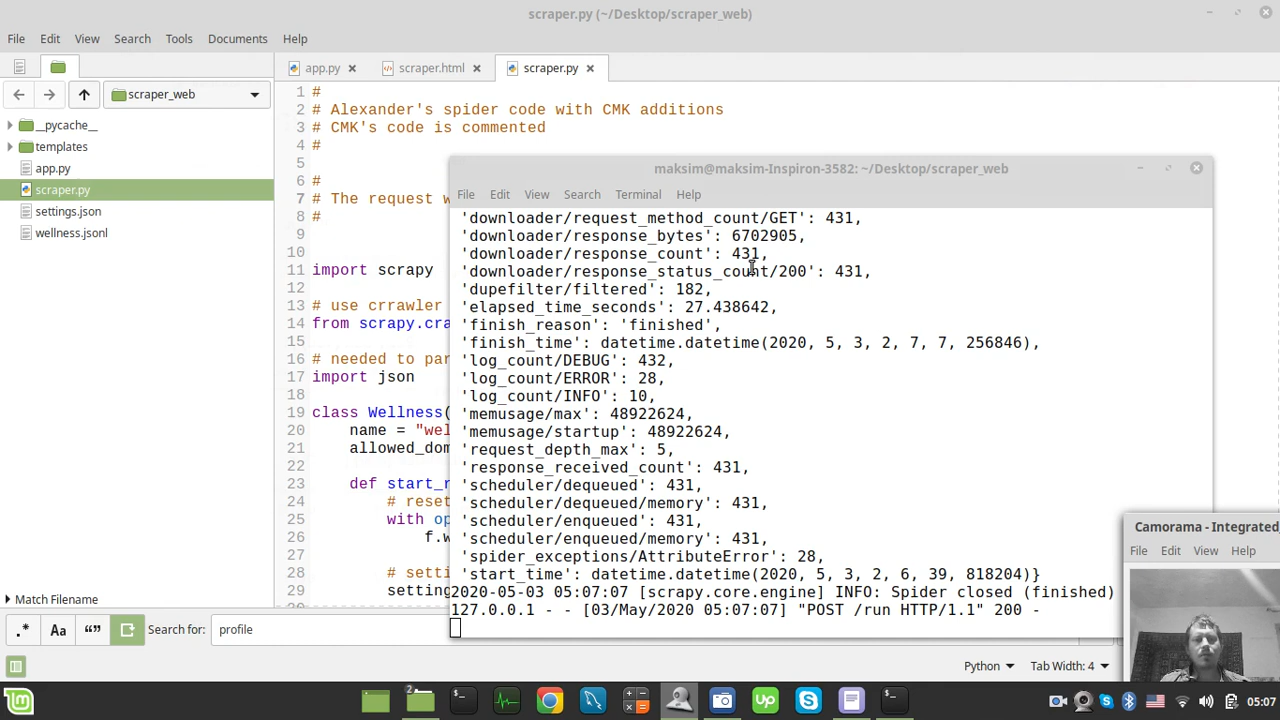 scraper.py (~/Desktop/scraper_web)
File Edit View Search Tools Documents Help
app.py scraper.html scraper.py
scraper_web
__pycache__
templates
app.py
scraper.py
settings.json
wellness.jsonl
1 #
2 # Alexander's spider code with CMK additions
3 # CMK's code is commented
4 #
5
6 #
7 # The request w
8 #
9
10
11 import scrapy
12
13 # use crrawler
14 from scrapy.cra
15
16 # needed to par
17 import json
18
19 class Wellness(
20 name = "wel
21 allowed_dom
22
23 def start_r
24 # reset
25 with op
26 f.w
27
28 # setti
29 setting
maksim@maksim-Inspiron-3582: ~/Desktop/scraper_web
File Edit View Search Terminal Help
'downloader/request_method_count/GET': 431,
'downloader/response_bytes': 6702905,
'downloader/response_count': 431,
'downloader/response_status_count/200': 431,
'dupefilter/filtered': 182,
'elapsed_time_seconds': 27.438642,
'finish_reason': 'finished',
'finish_time': datetime.datetime(2020, 5, 3, 2, 7, 7, 256846),
'log_count/DEBUG': 432,
'log_count/ERROR': 28,
'log_count/INFO': 10,
'memusage/max': 48922624,
'memusage/startup': 48922624,
'request_depth_max': 5,
'response_received_count': 431,
'scheduler/dequeued': 431,
'scheduler/dequeued/memory': 431,
'scheduler/enqueued': 431,
'scheduler/enqueued/memory': 431,
'spider_exceptions/AttributeError': 28,
'start_time': datetime.datetime(2020, 5, 3, 2, 6, 39, 818204)}
2020-05-03 05:07:07 [scrapy.core.engine] INFO: Spider closed (finished)
127.0.0.1 - - [03/May/2020 05:07:07] "POST /run HTTP/1.1" 200 -
Camorama - Integrated
File Edit View Help
Match Filename
.* Aa “” Search for: profile
Python Tab Width: 4
2 Up 05:07